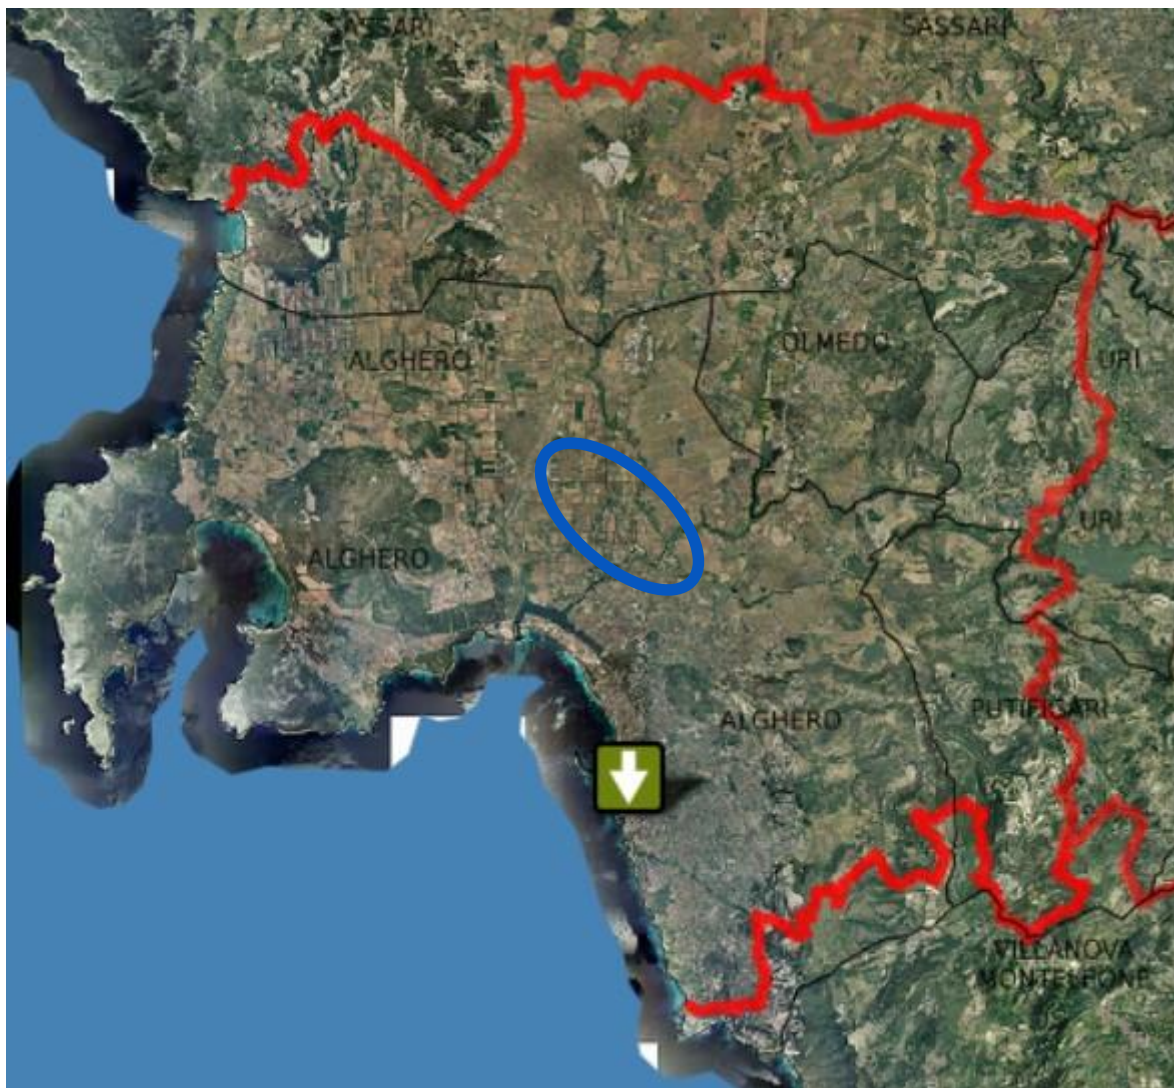 SASSARI
SASSARI
OLMEDO
ALGHERO
URI
URI
ALGHERO
PUTIFIGARI
ALGHERO
VILLANOVA
MONTELEONE